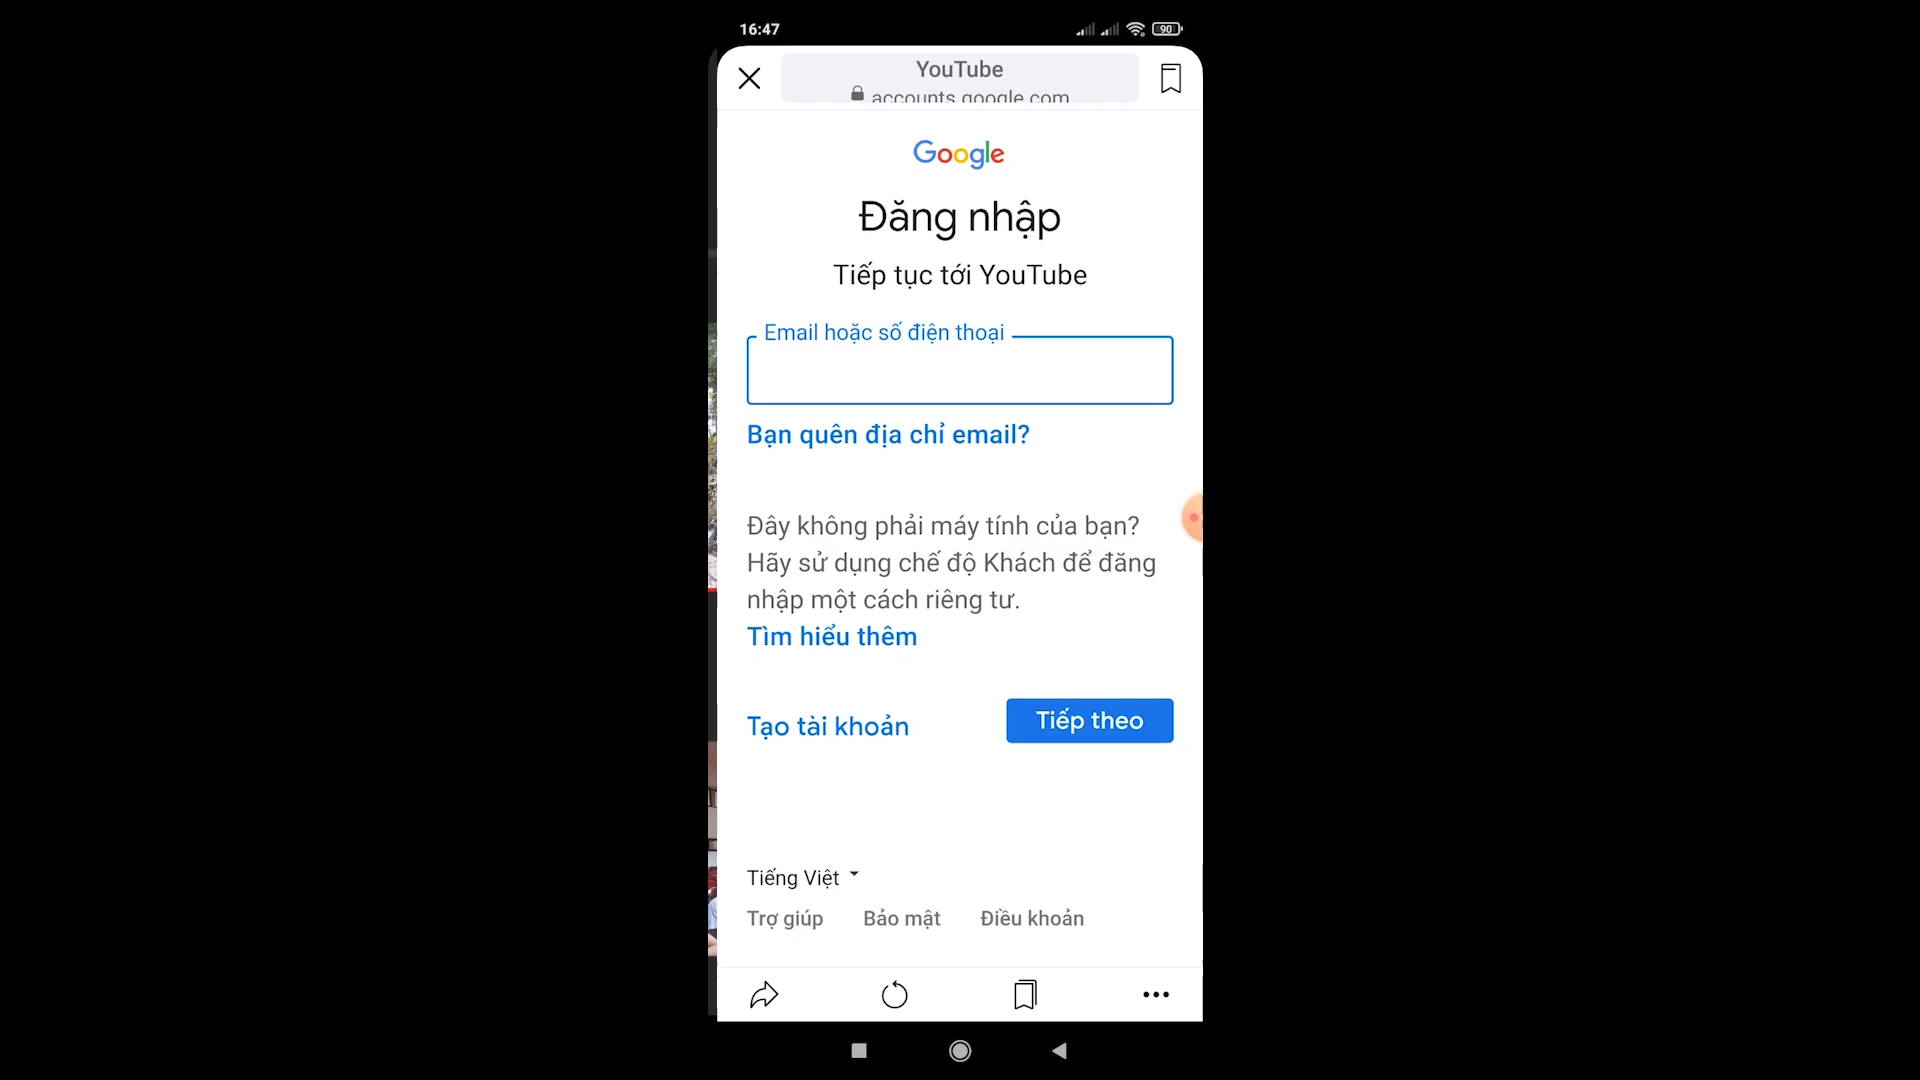 16:47
90
YouTube
accounts.google.com
Google
Đăng nhập
Tiếp tục tới YouTube
Email hoặc số điện thoại
Bạn quên địa chỉ email?
Đây không phải máy tính của bạn?
Hãy sử dụng chế độ Khách để đăng
nhập một cách riêng tư.
Tìm hiểu thêm
Tạo tài khoản
Tiếp theo
Tiếng Việt
Trợ giúp
Bảo mật
Điều khoản